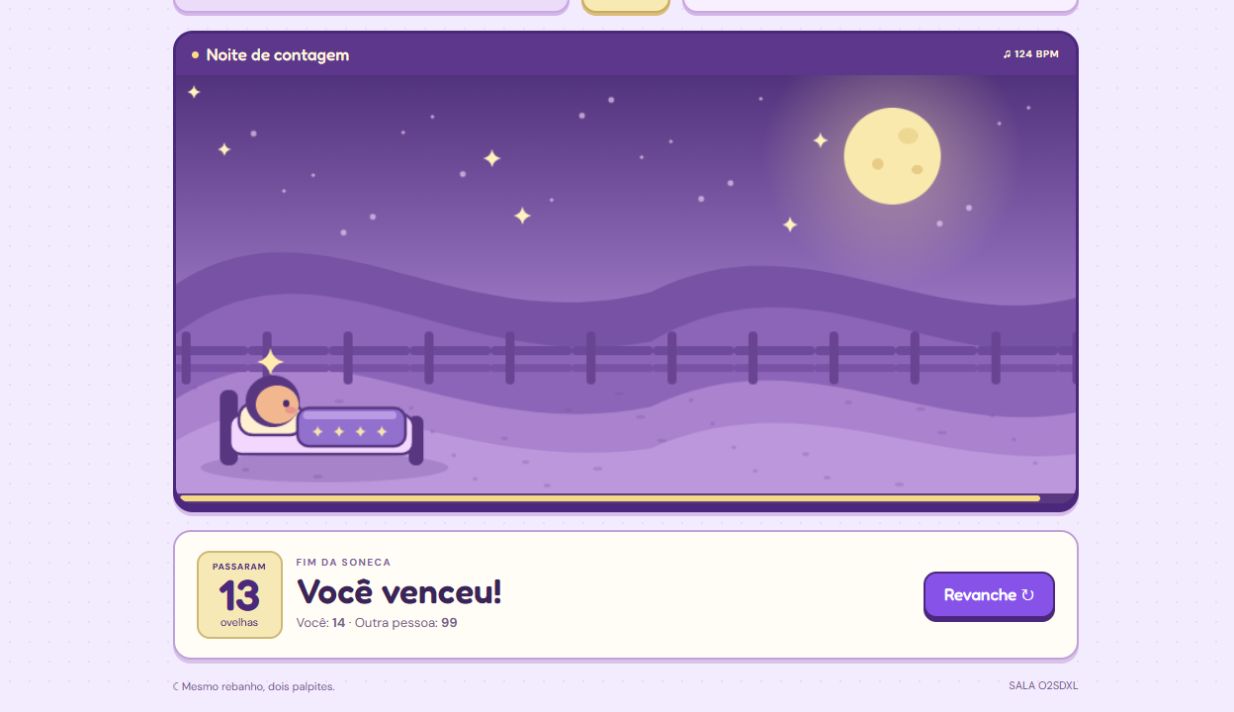 Noite de contagem
♫ 124 BPM
PASSARAM
13
ovelhas
FIM DA SONECA
Você venceu!
Você: 14 · Outra pessoa: 99
Revanche ↻
☾ Mesmo rebanho, dois palpites.
SALA O2SDXL